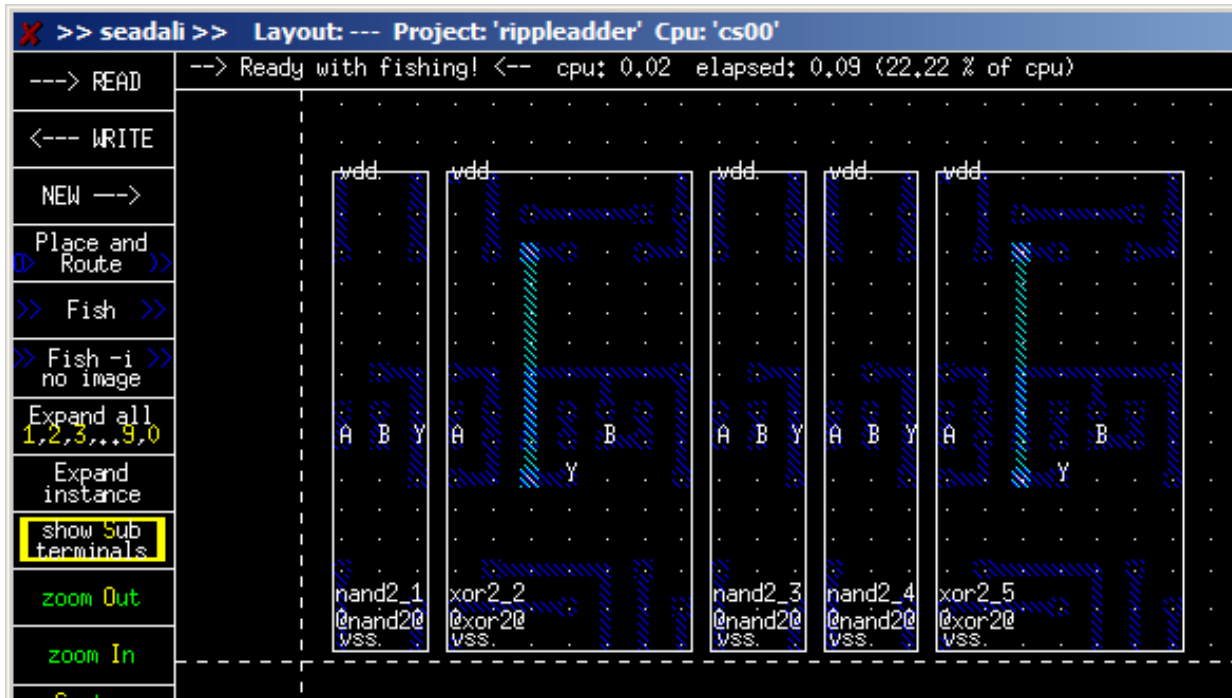 >> seadali >> Layout: --- Project: 'rippleadder' Cpu: 'cs00'
---> READ
--> Ready with fishing! <-- cpu: 0.02 elapsed: 0.09 (22.22 % of cpu)
<--- WRITE
NEW --->
Place and
Route >>
>> Fish >>
>> Fish -i >>
no image
Expand all
1,2,3,..9,0
Expand
instance
show Sub
terminals
zoom Out
zoom In
vdd vdd vdd vdd vdd
A B Y A B A B Y A B Y A B
Y Y
nand2_1 xor2_2 nand2_3 nand2_4 xor2_5
@nand2@ @xor2@ @nand2@ @nand2@ @xor2@
vss vss vss vss vss